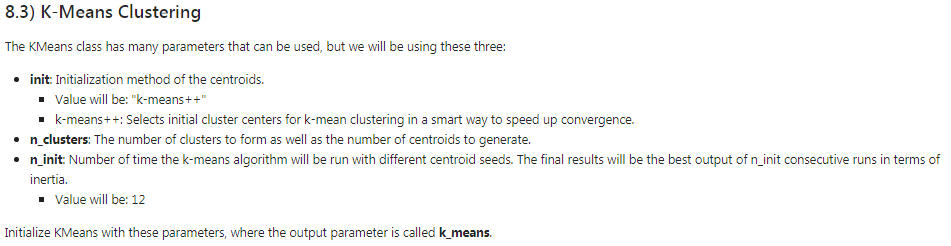 8.3) K-Means Clustering
The KMeans class has many parameters that can be used, but we will be using these three:
• init: Initialization method of the centroids.
▪ Value will be: "k-means++"
▪ k-means++: Selects initial cluster centers for k-mean clustering in a smart way to speed up convergence.
• n_clusters: The number of clusters to form as well as the number of centroids to generate.
• n_init: Number of time the k-means algorithm will be run with different centroid seeds. The final results will be the best output of n_init consecutive runs in terms of
inertia.
▪ Value will be: 12
Initialize KMeans with these parameters, where the output parameter is called k_means.